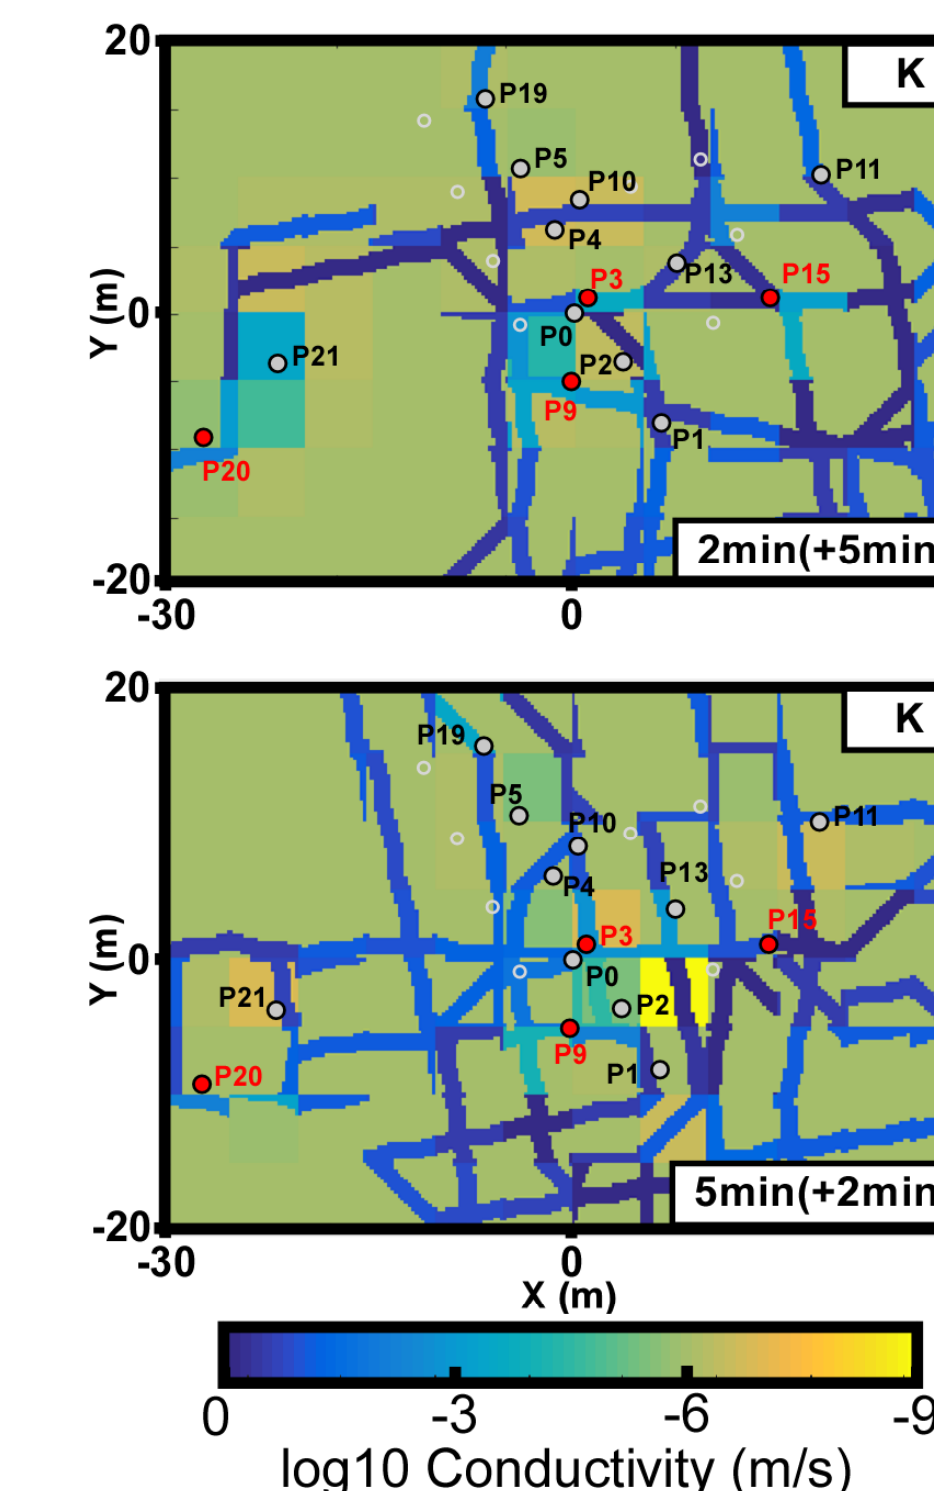 20
K
P19
P5
P11
P10
P4
P13
P3
P15
Y (m)
0
P0
P21
P2
P9
P1
P20
2min(+5min
-20
-30
0
20
K
P19
P5
P11
P10
P4
P13
P15
P3
Y (m)
0
P0
P21
P2
P9
P20
P1
5min(+2min
-20
-30
0
X (m)
0
-3
-6
-9
log10 Conductivity (m/s)